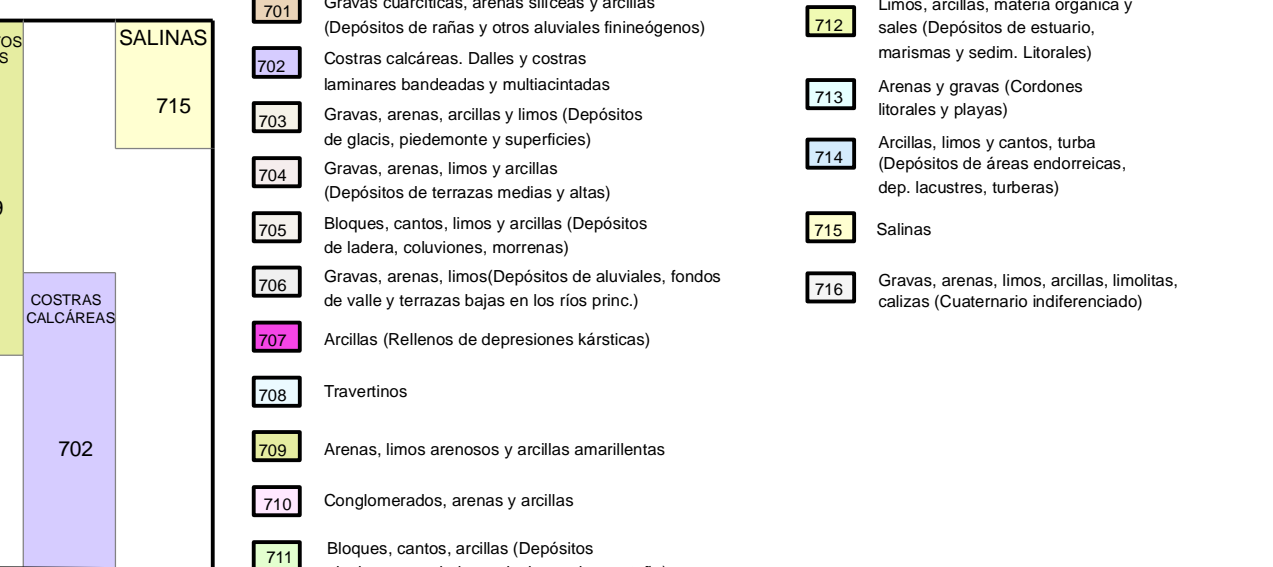 TOS
S
9
COSTRAS
CALCÁREAS
702
SALINAS
715
701
Gravas cuarcíticas, arenas silíceas y arcillas
(Depósitos de rañas y otros aluviales finineógenos)
702
Costras calcáreas. Dalles y costras
laminares bandeadas y multiacintadas
703
Gravas, arenas, arcillas y limos (Depósitos
de glacis, piedemonte y superficies)
704
Gravas, arenas, limos y arcillas
(Depósitos de terrazas medias y altas)
705
Bloques, cantos, limos y arcillas (Depósitos
de ladera, coluviones, morrenas)
706
Gravas, arenas, limos(Depósitos de aluviales, fondos
de valle y terrazas bajas en los ríos princ.)
707
Arcillas (Rellenos de depresiones kársticas)
708
Travertinos
709
Arenas, limos arenosos y arcillas amarillentas
710
Conglomerados, arenas y arcillas
711
Bloques, cantos, arcillas (Depósitos
712
Limos, arcillas, materia orgánica y
sales (Depósitos de estuario,
marismas y sedim. Litorales)
713
Arenas y gravas (Cordones
litorales y playas)
714
Arcillas, limos y cantos, turba
(Depósitos de áreas endorreicas,
dep. lacustres, turberas)
715
Salinas
716
Gravas, arenas, limos, arcillas, limolitas,
calizas (Cuaternario indiferenciado)